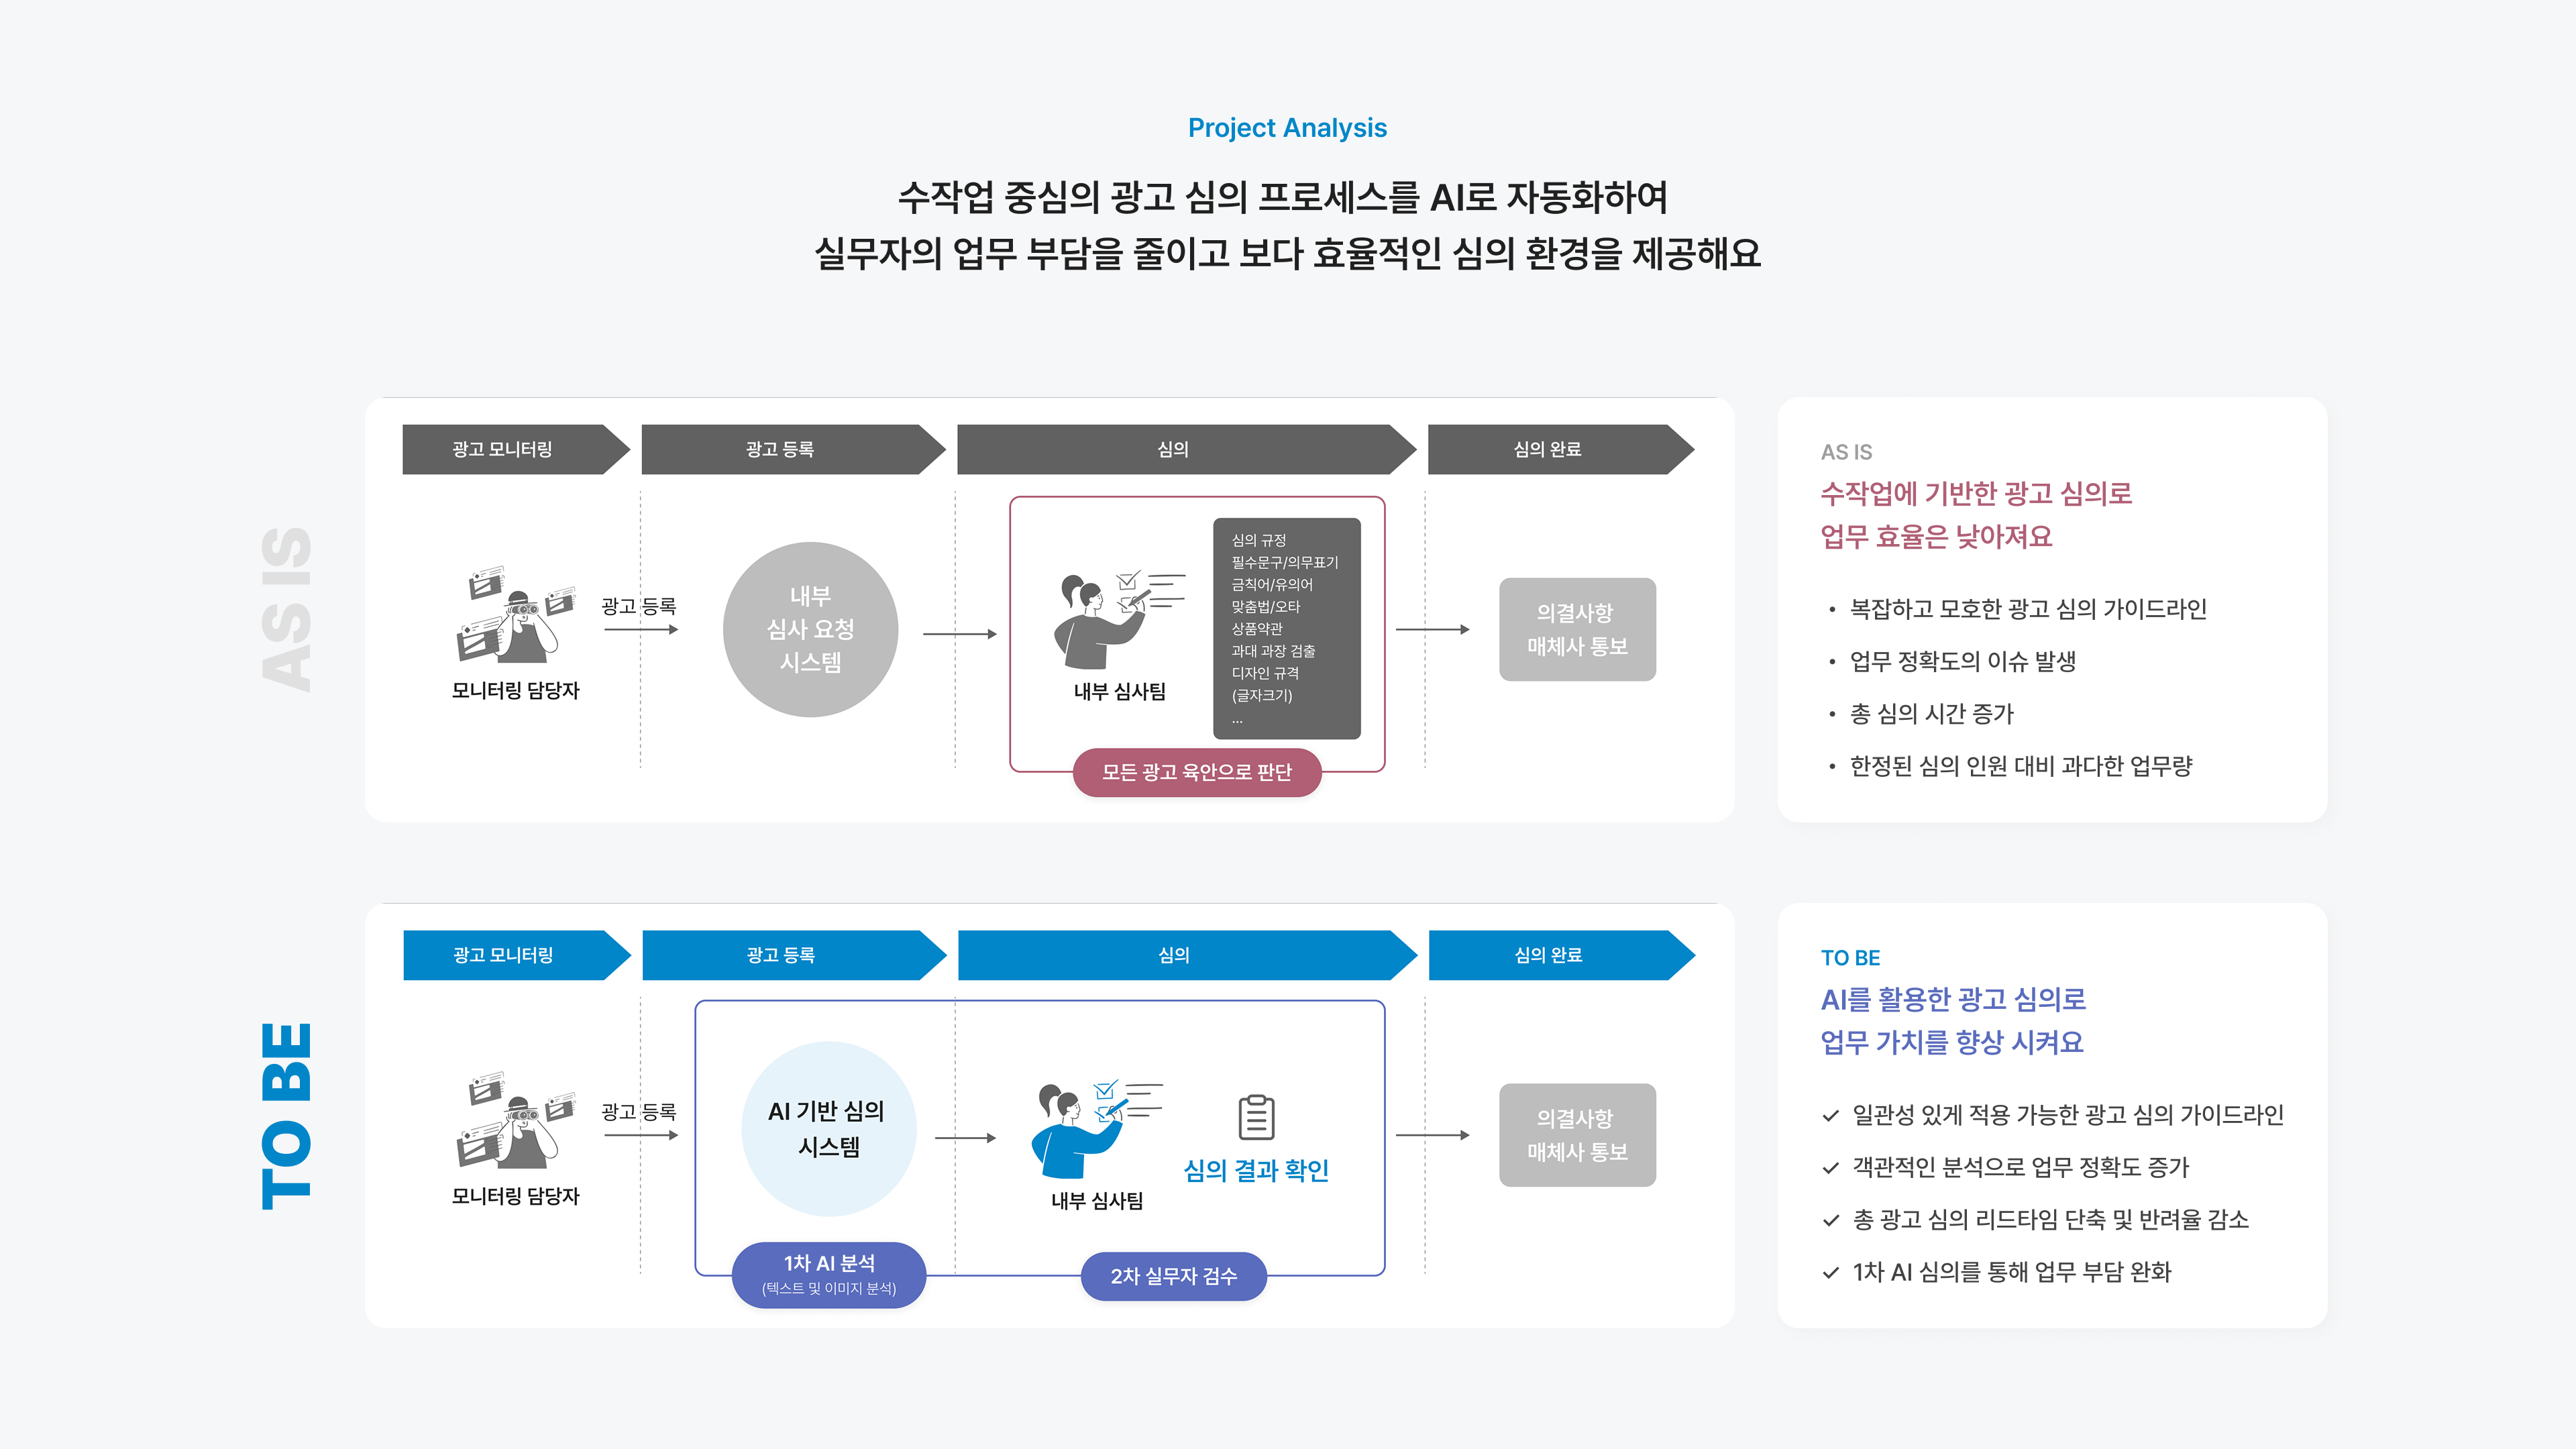 Project Analysis
수작업 중심의 광고 심의 프로세스를 AI로 자동화하여
실무자의 업무 부담을 줄이고 보다 효율적인 심의 환경을 제공해요
AS IS
광고 모니터링
광고 등록
심의
심의 완료
모니터링 담당자
광고 등록
내부
심사 요청
시스템
내부 심사팀
심의 규정
필수문구/의무표기
금칙어/유의어
맞춤법/오타
상품약관
과대 과장 검출
디자인 규격
(글자크기)
...
모든 광고 육안으로 판단
의결사항
매체사 통보
AS IS
수작업에 기반한 광고 심의로
업무 효율은 낮아져요
• 복잡하고 모호한 광고 심의 가이드라인
• 업무 정확도의 이슈 발생
• 총 심의 시간 증가
• 한정된 심의 인원 대비 과다한 업무량
TO BE
광고 모니터링
광고 등록
심의
심의 완료
모니터링 담당자
광고 등록
AI 기반 심의
시스템
1차 AI 분석
(텍스트 및 이미지 분석)
내부 심사팀
심의 결과 확인
2차 실무자 검수
의결사항
매체사 통보
TO BE
AI를 활용한 광고 심의로
업무 가치를 향상 시켜요
✓ 일관성 있게 적용 가능한 광고 심의 가이드라인
✓ 객관적인 분석으로 업무 정확도 증가
✓ 총 광고 심의 리드타임 단축 및 반려율 감소
✓ 1차 AI 심의를 통해 업무 부담 완화